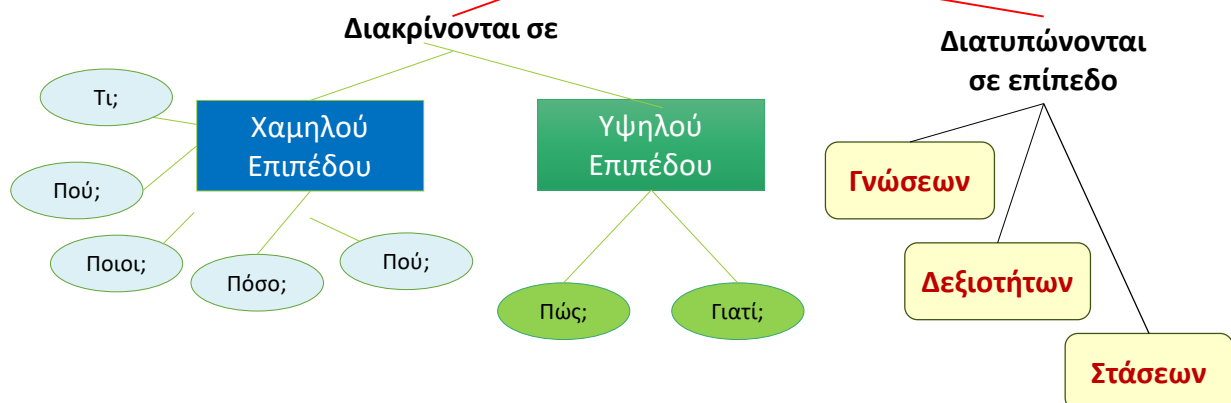 Διακρίνονται σε
Διατυπώνονται
σε επίπεδο
Τι;
Χαμηλού
Επιπέδου
Υψηλού
Επιπέδου
Πού;
Γνώσεων
Ποιοι;
Πόσο;
Πού;
Δεξιοτήτων
Πώς;
Γιατί;
Στάσεων